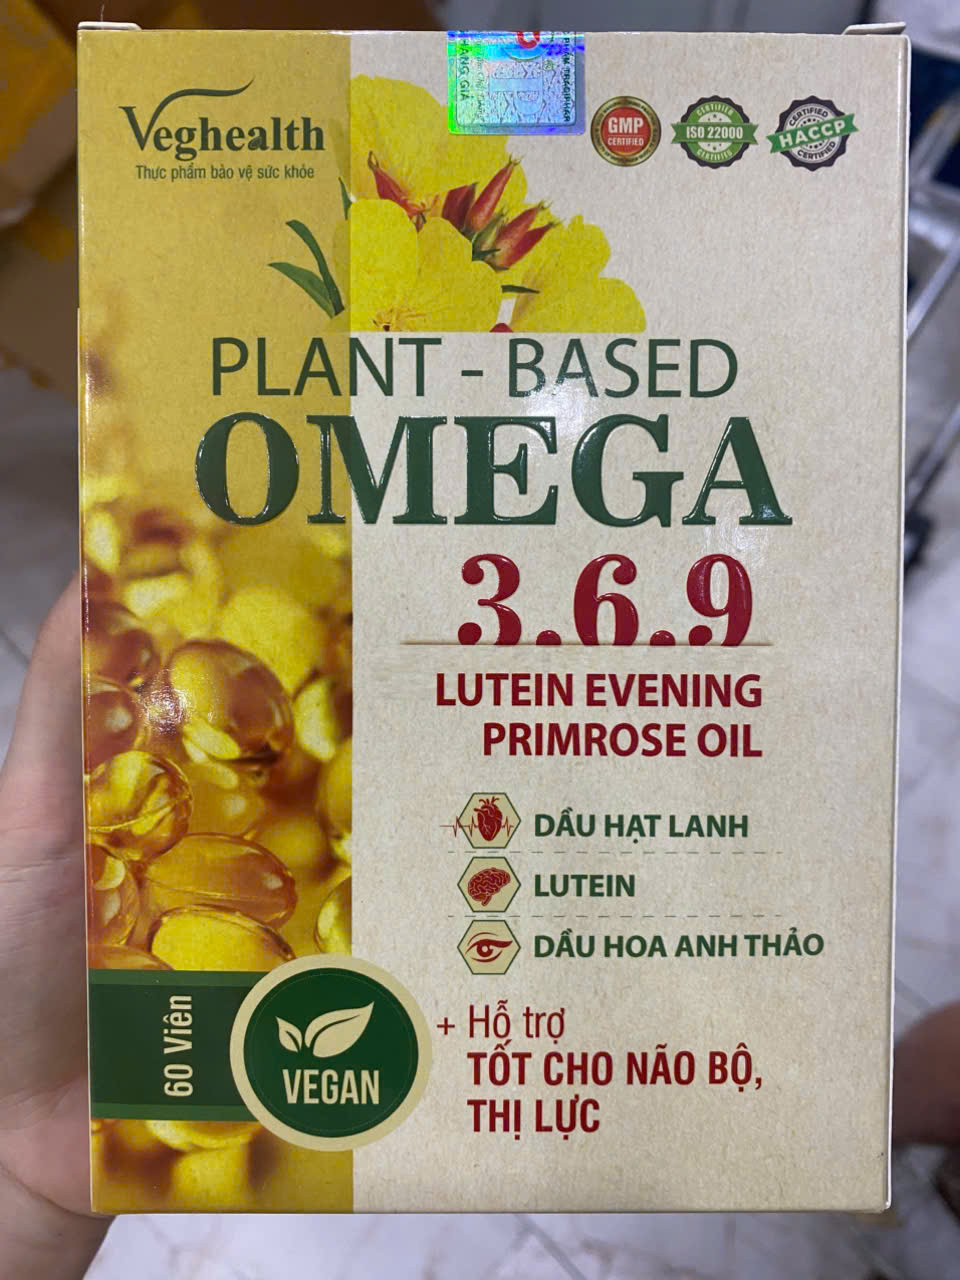 Veghealth
Thực phẩm bảo vệ sức khỏe
GMP
CERTIFIED
CERTIFIED
ISO 22000
CERTIFIED
CERTIFIED
HACCP
CERTIFIED
PLANT - BASED
OMEGA
3.6.9
LUTEIN EVENING
PRIMROSE OIL
DẦU HẠT LANH
LUTEIN
DẦU HOA ANH THẢO
60 Viên
VEGAN
+ Hỗ trợ
TỐT CHO NÃO BỘ,
THỊ LỰC